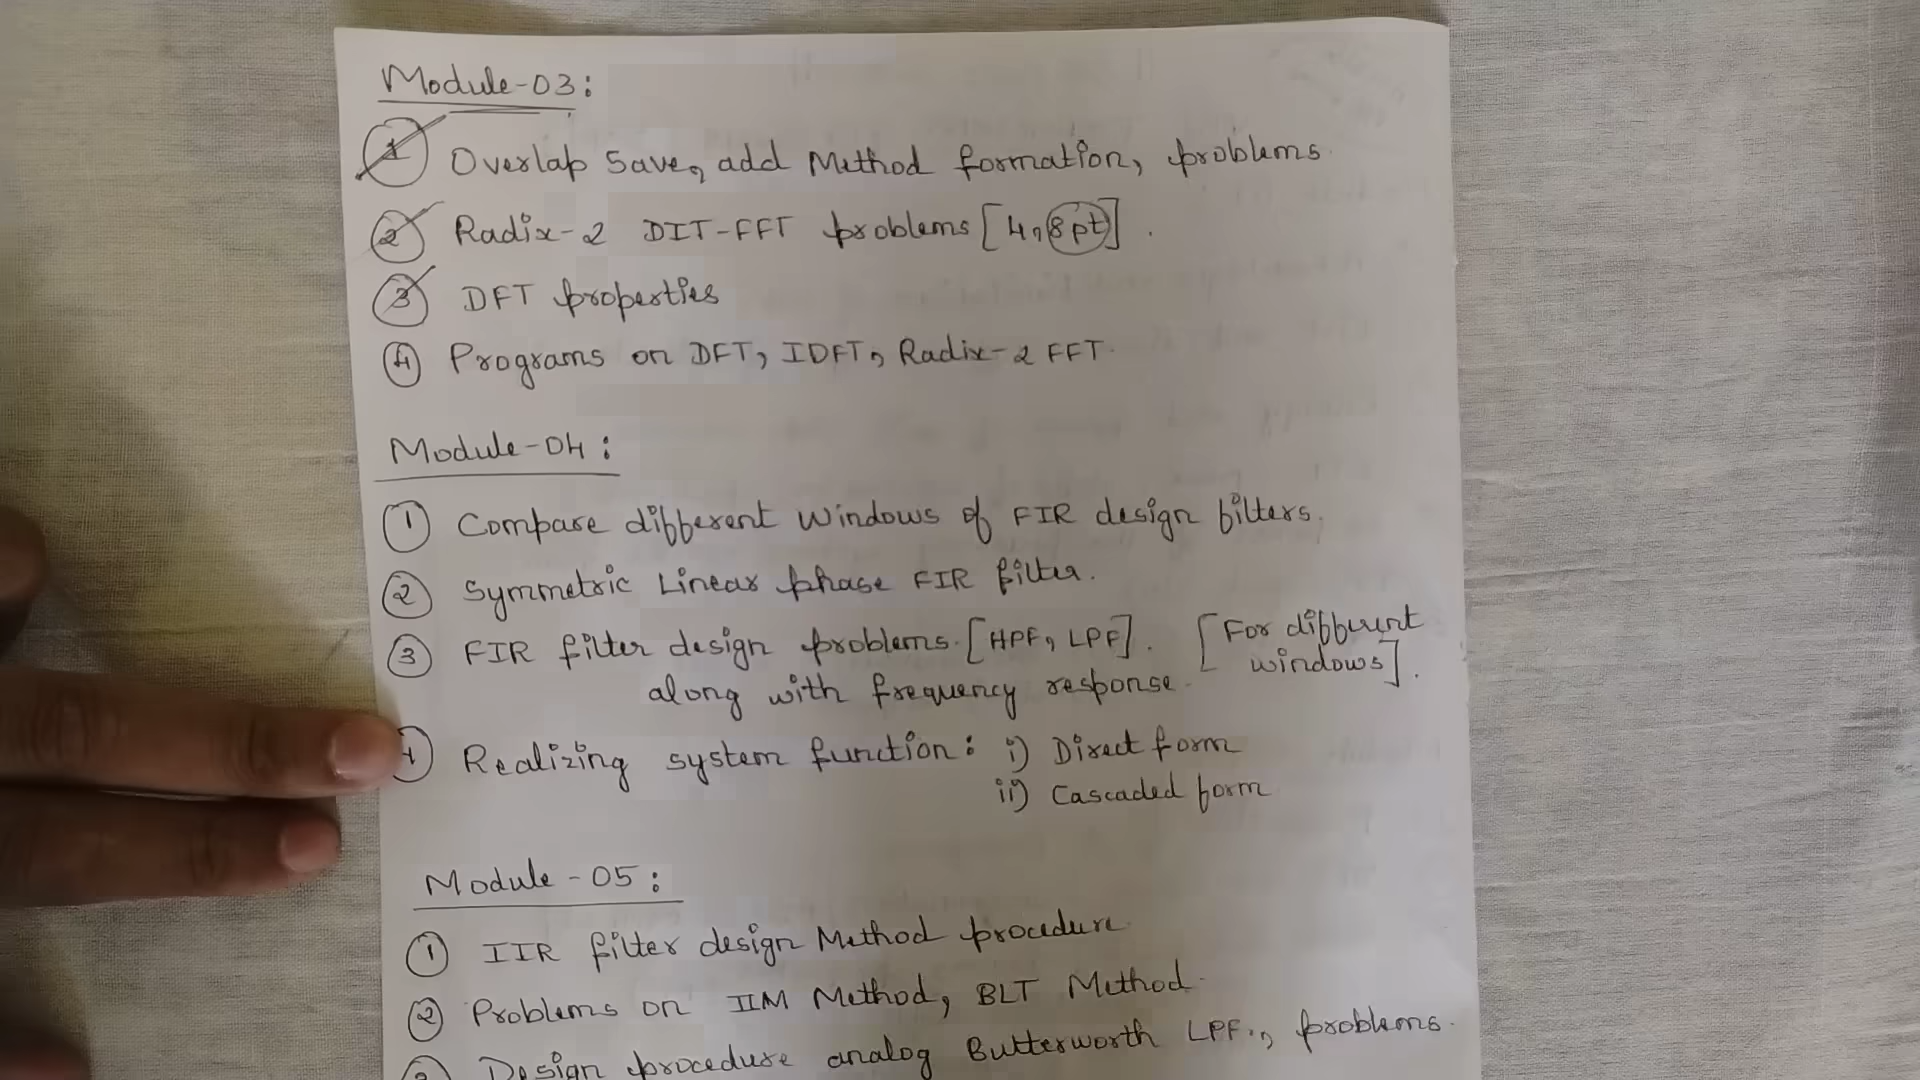 Module-03:
1 Overlap Save, add Method formation, problems
2 Radix-2 DIT-FFT problems [4, 8pt].
3 DFT properties
4 Programs on DFT, IDFT, Radix-2 FFT.
Module-04:
1 Compare different windows of FIR design filters.
2 Symmetric Linear phase FIR filter.
3 FIR filter design problems. [HPF, LPF]. [For different windows].
along with frequency response.
4 Realizing system function: i) Direct form
ii) Cascaded form
Module-05:
1 IIR filter design Method procedure.
2 Problems on IIM Method, BLT Method.
3 Design procedure analog Butterworth LPF., problems.